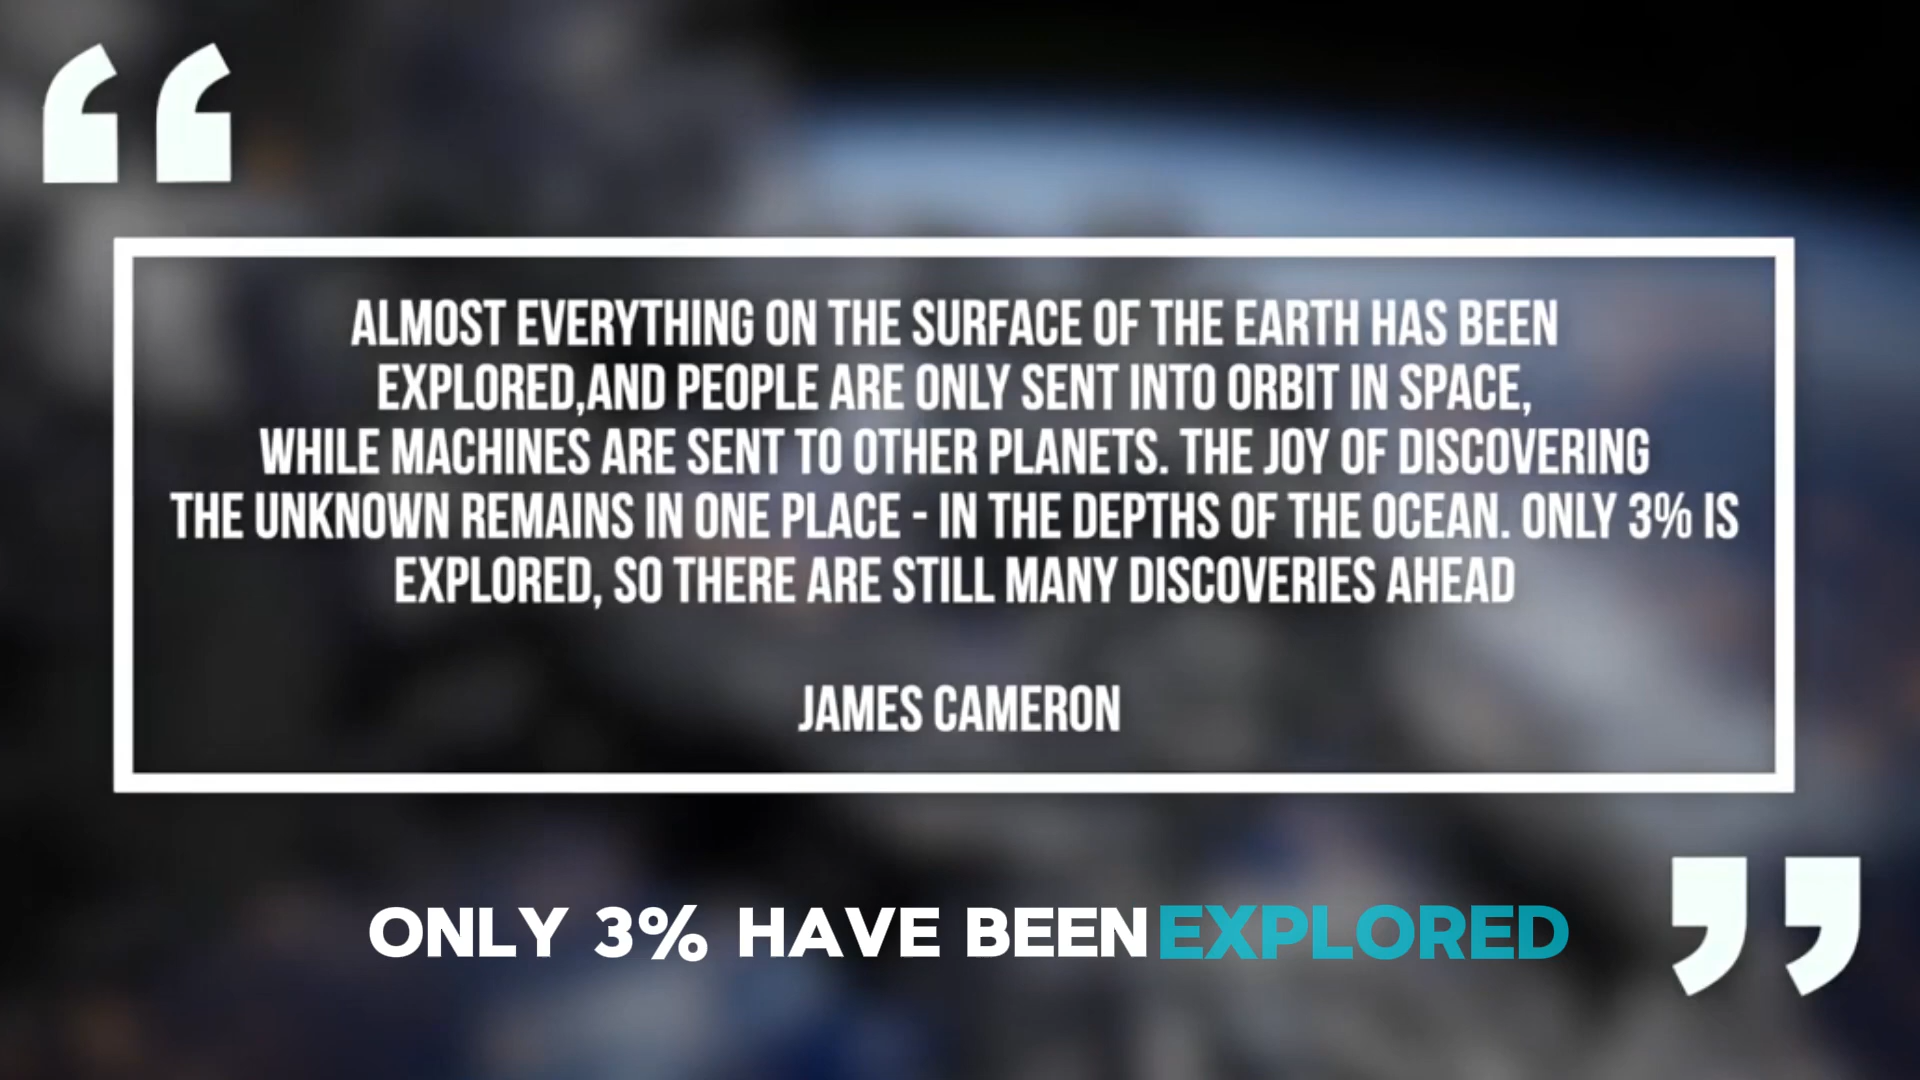 “
ALMOST EVERYTHING ON THE SURFACE OF THE EARTH HAS BEEN
EXPLORED,AND PEOPLE ARE ONLY SENT INTO ORBIT IN SPACE,
WHILE MACHINES ARE SENT TO OTHER PLANETS. THE JOY OF DISCOVERING
THE UNKNOWN REMAINS IN ONE PLACE - IN THE DEPTHS OF THE OCEAN. ONLY 3% IS
EXPLORED, SO THERE ARE STILL MANY DISCOVERIES AHEAD
JAMES CAMERON
”
ONLY 3% HAVE BEEN EXPLORED